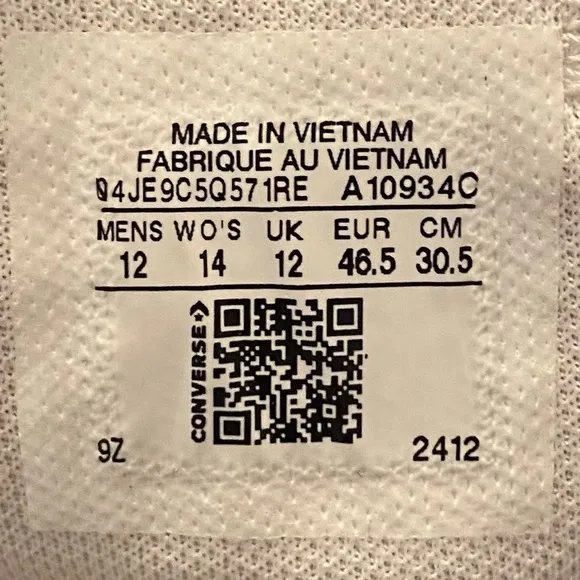 MADE IN VIETNAM
FABRIQUE AU VIETNAM
04JE9C5Q571RE A10934C
MENS WO'S UK EUR CM
12 14 12 46.5 30.5
CONVERSE
9Z 2412